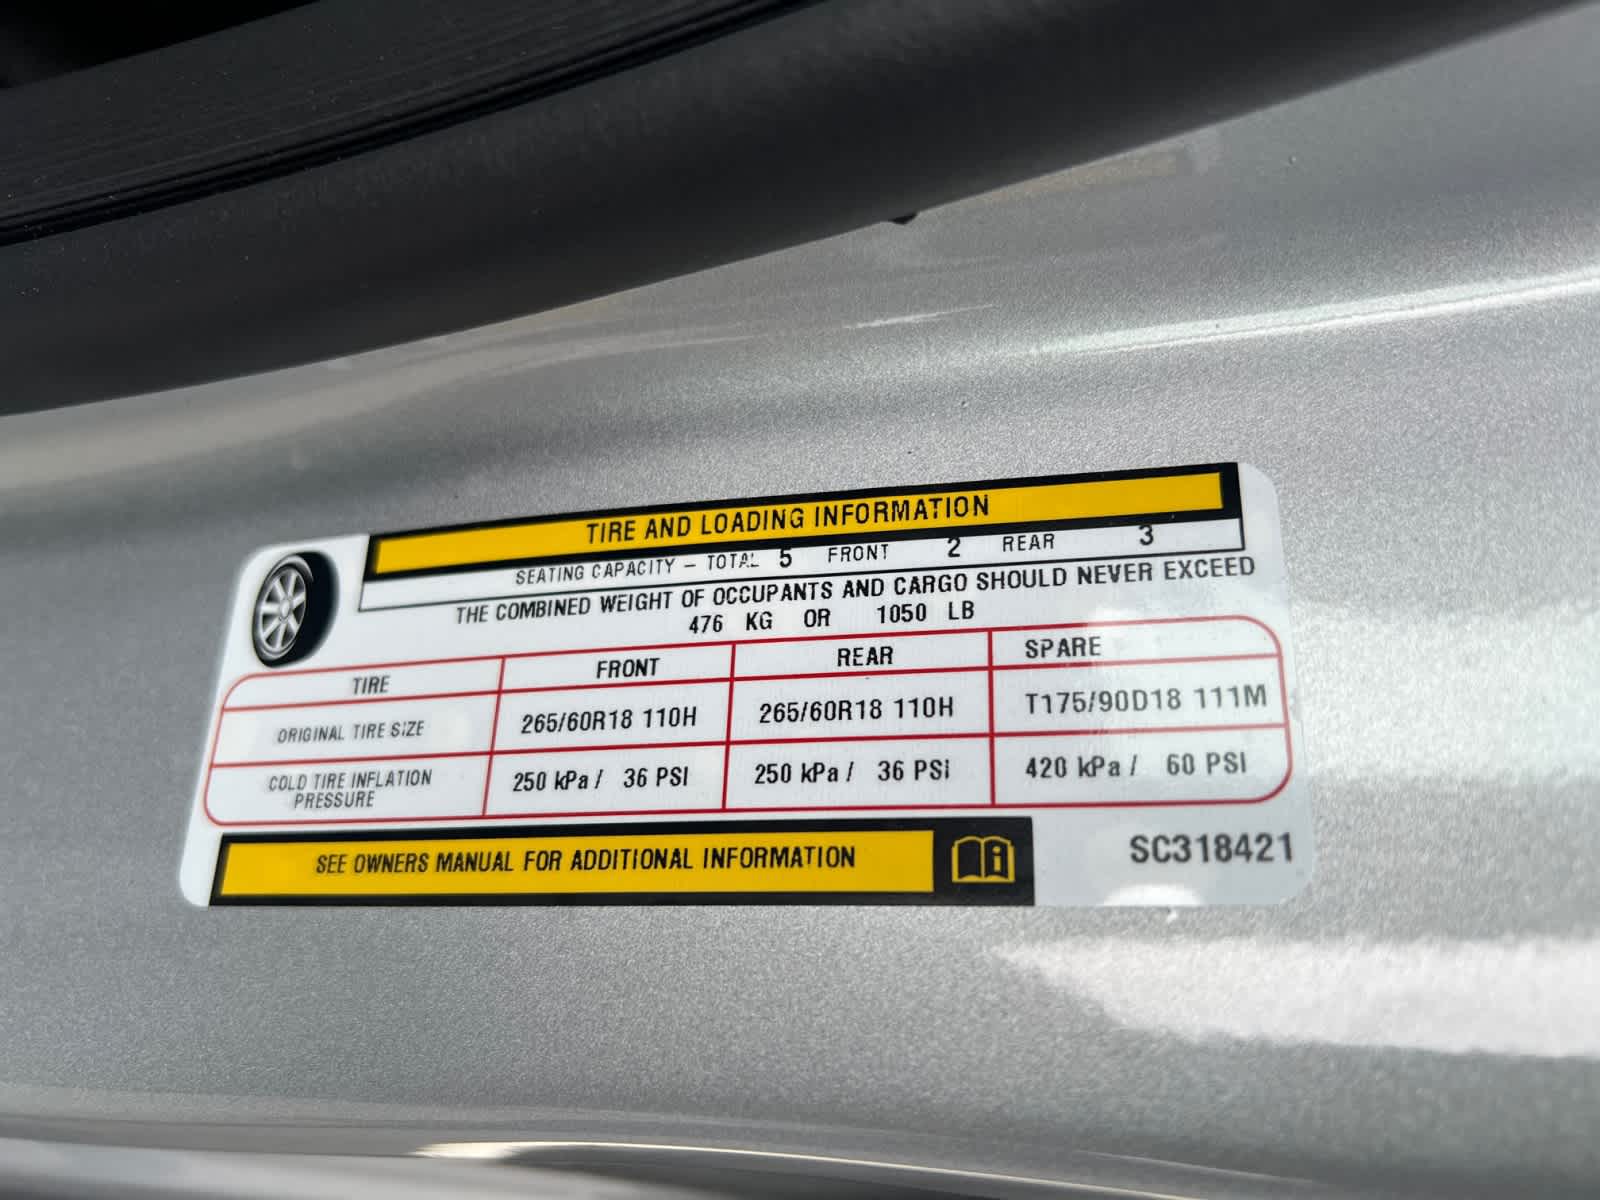 TIRE AND LOADING INFORMATION
SEATING CAPACITY – TOTAL 5 FRONT 2 REAR 3
THE COMBINED WEIGHT OF OCCUPANTS AND CARGO SHOULD NEVER EXCEED
476 KG OR 1050 LB
TIRE FRONT REAR SPARE
ORIGINAL TIRE SIZE 265/60R18 110H 265/60R18 110H T175/90D18 111M
COLD TIRE INFLATION
PRESSURE 250 kPa / 36 PSI 250 kPa / 36 PSI 420 kPa / 60 PSI
SEE OWNERS MANUAL FOR ADDITIONAL INFORMATION
SC318421